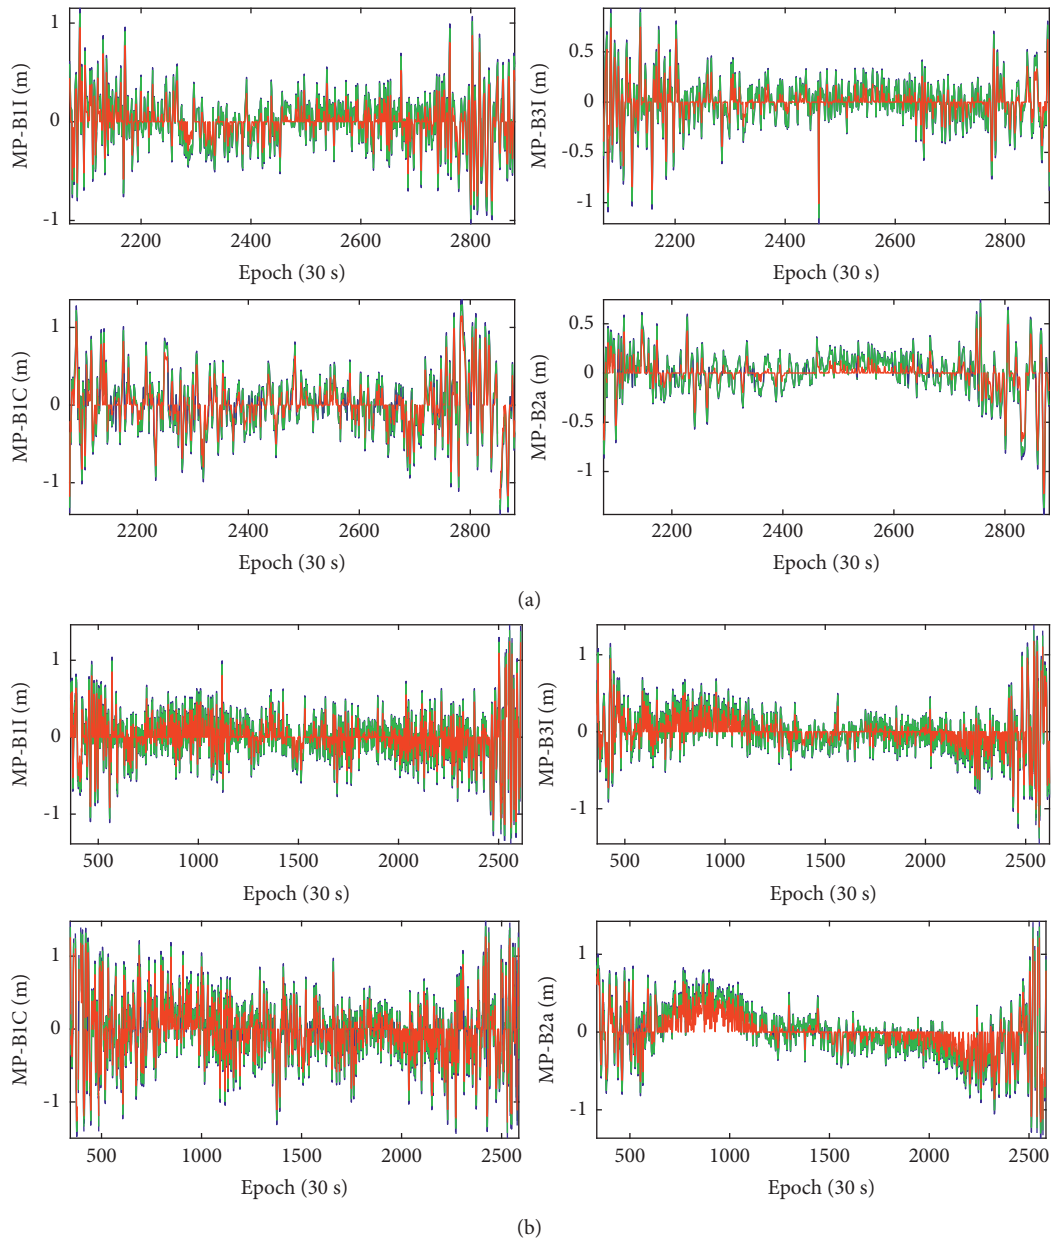 1
0
-1
MP-B1I (m)
2200 2400 2600 2800
Epoch (30 s)
0.5
0
-0.5
-1
MP-B3I (m)
2200 2400 2600 2800
Epoch (30 s)
1
0
-1
MP-B1C (m)
2200 2400 2600 2800
Epoch (30 s)
0.5
0
-0.5
-1
MP-B2a (m)
2200 2400 2600 2800
Epoch (30 s)
(a)
1
0
-1
MP-B1I (m)
500 1000 1500 2000 2500
Epoch (30 s)
1
0
-1
MP-B3I (m)
500 1000 1500 2000 2500
Epoch (30 s)
1
0
-1
MP-B1C (m)
500 1000 1500 2000 2500
Epoch (30 s)
1
0
-1
MP-B2a (m)
500 1000 1500 2000 2500
Epoch (30 s)
(b)